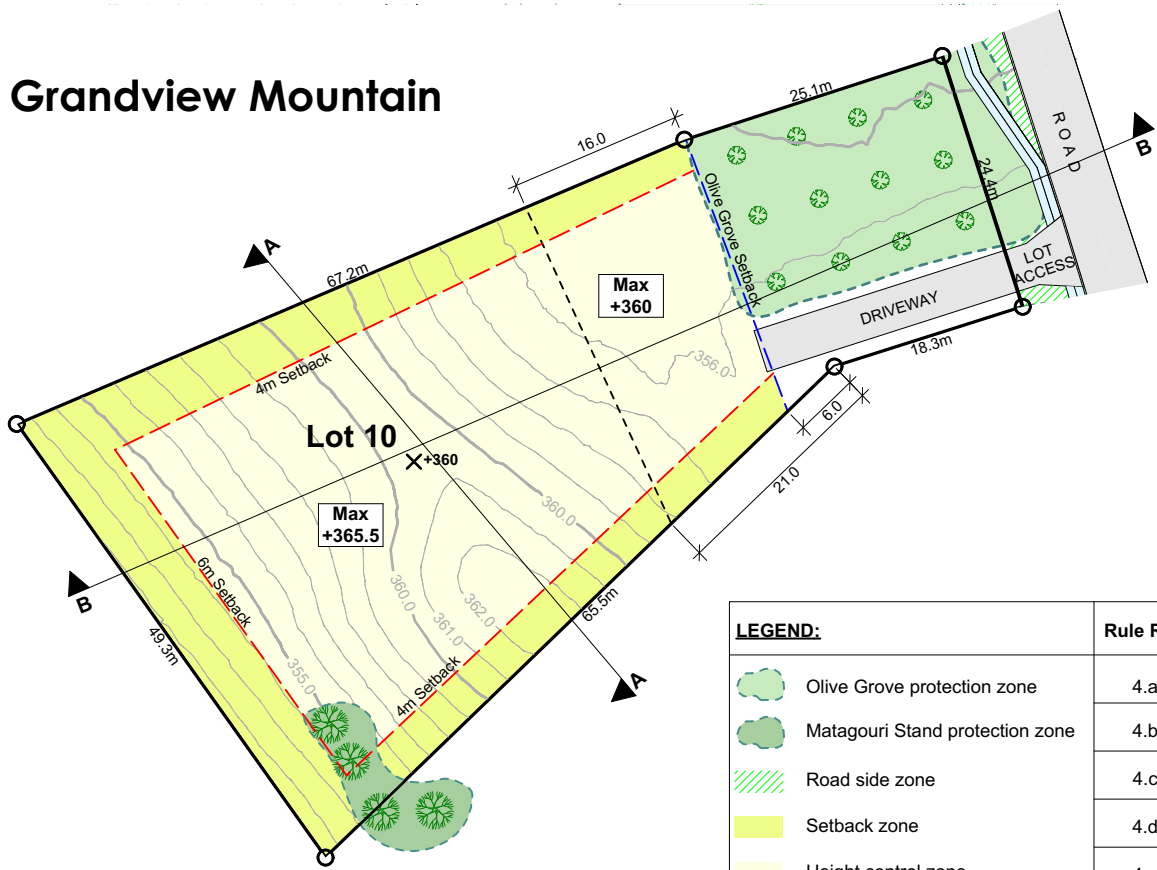 Grandview Mountain
25.1m
16.0
ROAD
B
24.4m
Olive Grove Setback
A
67.2m
Max
+360
LOT
ACCESS
DRIVEWAY
18.3m
356.0
4m Setback
6.0
Lot 10
+360
21.0
Max
+365.5
360.0
6m Setback
B
360.0
361.0
362.0
65.5m
49.3m
355.0
4m Setback
A
LEGEND:
Rule R
Olive Grove protection zone
4.a
Matagouri Stand protection zone
4.b
Road side zone
4.c
Setback zone
4.d
Height control zone